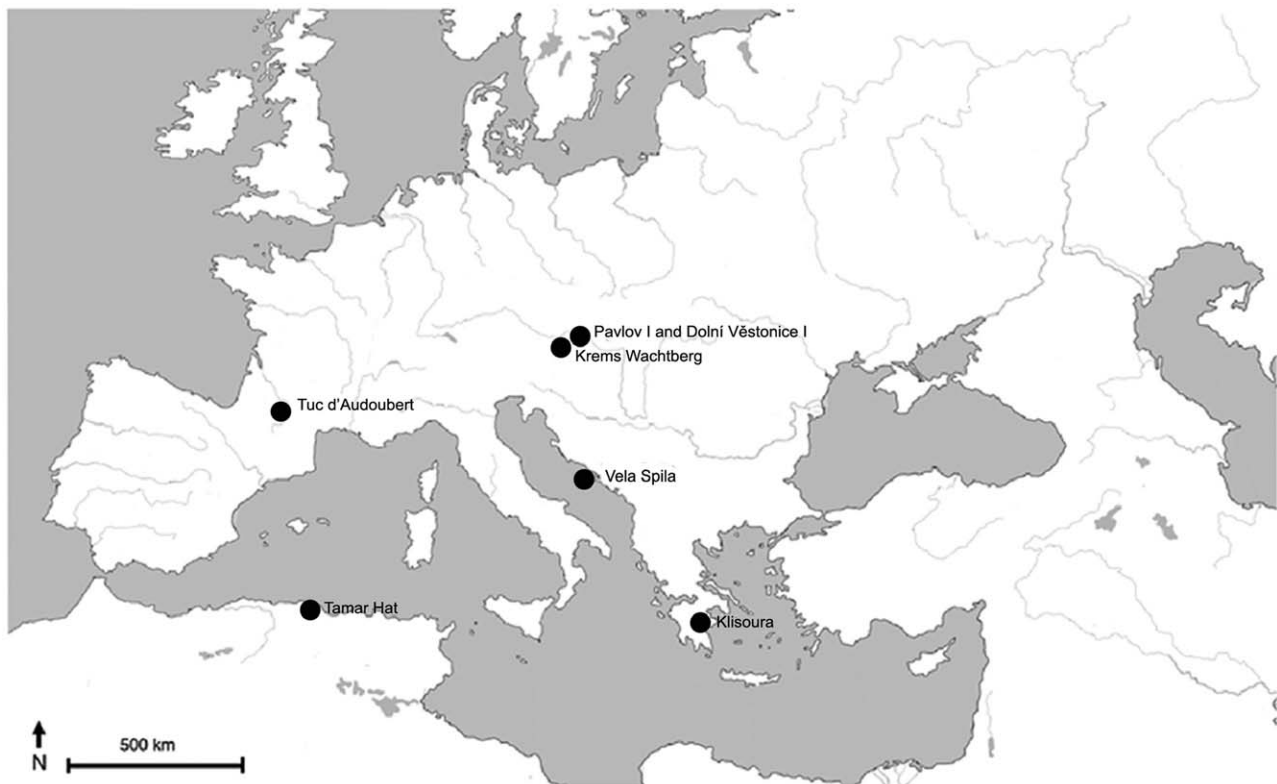 Pavlov I and Dolní Věstonice I
Krems Wachtberg
Tuc d'Audoubert
Vela Spila
Tamar Hat
Klisoura
500 km
N